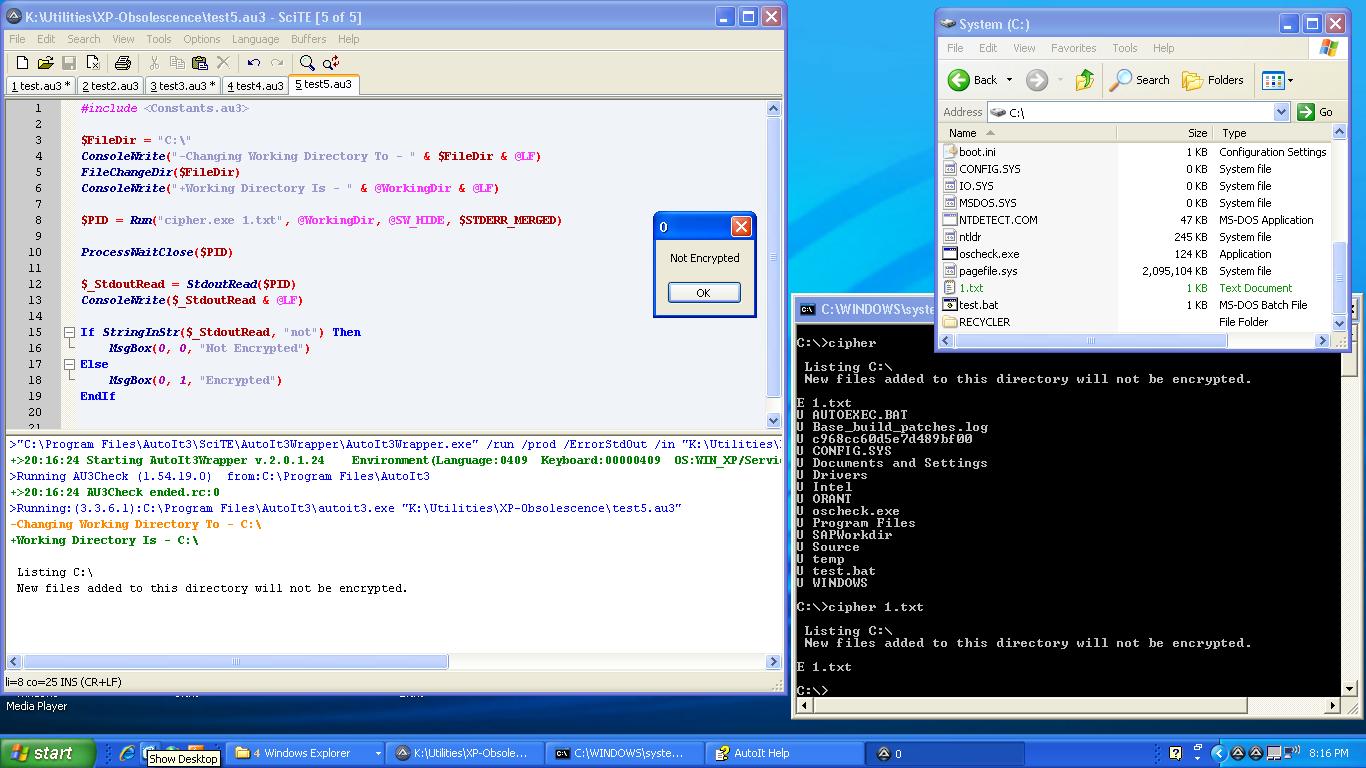 K:\Utilities\XP-Obsolescence\test5.au3 - SciTE [5 of 5]
File Edit Search View Tools Options Language Buffers Help
1 test.au3 * 2 test2.au3 3 test3.au3 * 4 test4.au3 5 test5.au3
1 #include <Constants.au3>
2
3 $FileDir = "C:\"
4 ConsoleWrite("-Changing Working Directory To - " & $FileDir & @LF)
5 FileChangeDir($FileDir)
6 ConsoleWrite("+Working Directory Is - " & @WorkingDir & @LF)
7
8 $PID = Run("cipher.exe 1.txt", @WorkingDir, @SW_HIDE, $STDERR_MERGED)
9
10 ProcessWaitClose($PID)
11
12 $_StdoutRead = StdoutRead($PID)
13 ConsoleWrite($_StdoutRead & @LF)
14
15 If StringInStr($_StdoutRead, "not") Then
16 MsgBox(0, 0, "Not Encrypted")
17 Else
18 MsgBox(0, 1, "Encrypted")
19 EndIf
20
21
>"C:\Program Files\AutoIt3\SciTE\AutoIt3Wrapper\AutoIt3Wrapper.exe" /run /prod /ErrorStdOut /in "K:\Utilities\
+>20:16:24 Starting AutoIt3Wrapper v.2.0.1.24 Environment(Language:0409 Keyboard:00000409 OS:WIN_XP/Servi
>Running AU3Check (1.54.19.0) from:C:\Program Files\AutoIt3
+>20:16:24 AU3Check ended.rc:0
>Running:(3.3.6.1):C:\Program Files\AutoIt3\autoit3.exe "K:\Utilities\XP-Obsolescence\test5.au3"
-Changing Working Directory To - C:\
+Working Directory Is - C:\
Listing C:\
New files added to this directory will not be encrypted.
li=8 co=25 INS (CR+LF)
0
Not Encrypted
OK
System (C:)
File Edit View Favorites Tools Help
Back Search Folders
Address C:\ Go
Name Size Type
boot.ini 1 KB Configuration Settings
CONFIG.SYS 0 KB System file
IO.SYS 0 KB System file
MSDOS.SYS 0 KB System file
NTDETECT.COM 47 KB MS-DOS Application
ntldr 245 KB System file
oscheck.exe 124 KB Application
pagefile.sys 2,095,104 KB System file
1.txt 1 KB Text Document
test.bat 1 KB MS-DOS Batch File
RECYCLER File Folder
C:\WINDOWS\syste
C:\>cipher
Listing C:\
New files added to this directory will not be encrypted.
E 1.txt
U AUTOEXEC.BAT
U Base_build_patches.log
U c968cc60d5e7d489bf00
U CONFIG.SYS
U Documents and Settings
U Drivers
U Intel
U ORANT
U oscheck.exe
U Program Files
U SAPWorkdir
U Source
U temp
U test.bat
U WINDOWS
C:\>cipher 1.txt
Listing C:\
New files added to this directory will not be encrypted.
E 1.txt
C:\>
Media Player
start
Show Desktop
4 Windows Explorer
K:\Utilities\XP-Obsole...
C:\WINDOWS\system...
AutoIt Help
0
8:16 PM